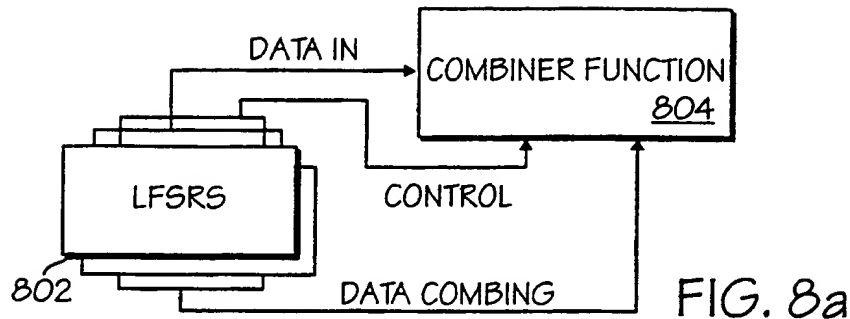 DATA IN
COMBINER FUNCTION
804
LFSRS
CONTROL
802
DATA COMBING
FIG. 8a